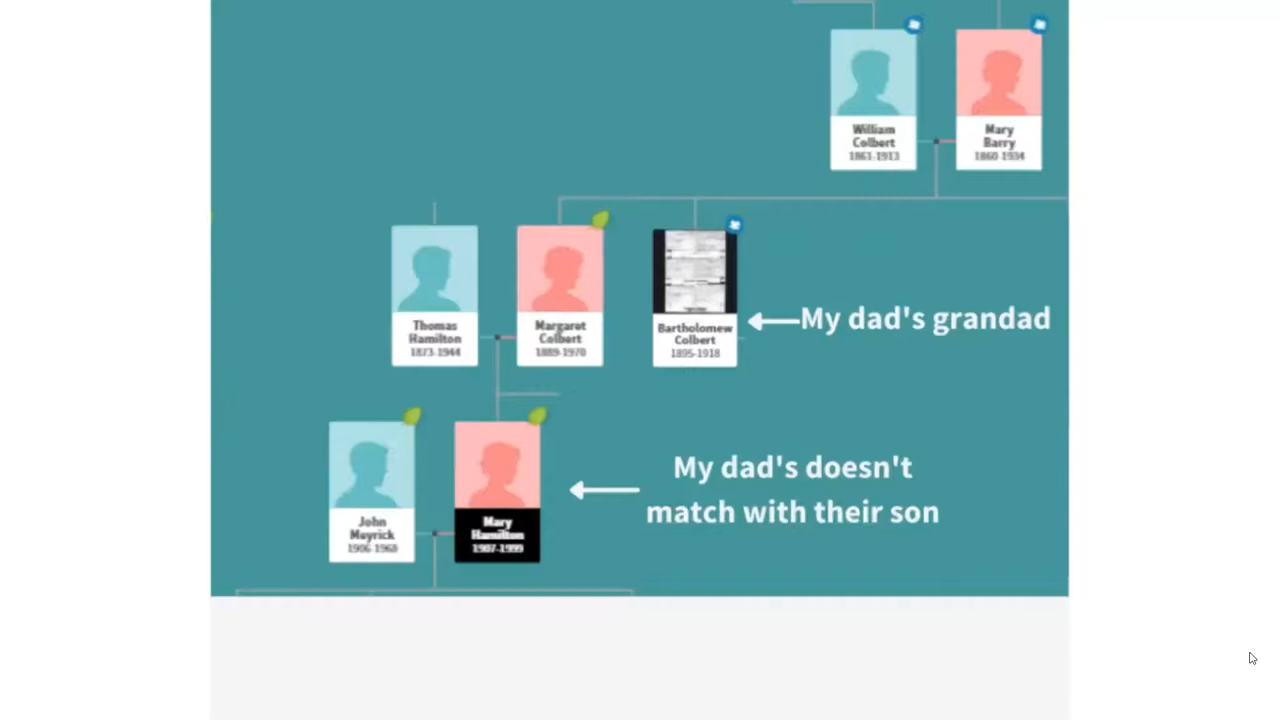 William
Colbert
1861-1913
Mary
Barry
1860-1934
Thomas
Hamilton
1873-1944
Margaret
Colbert
1889-1970
Bartholomew
Colbert
1895-1918
My dad's grandad
John
Meyrick
1906-1968
Mary
Hamilton
1907-1999
My dad's doesn't
match with their son